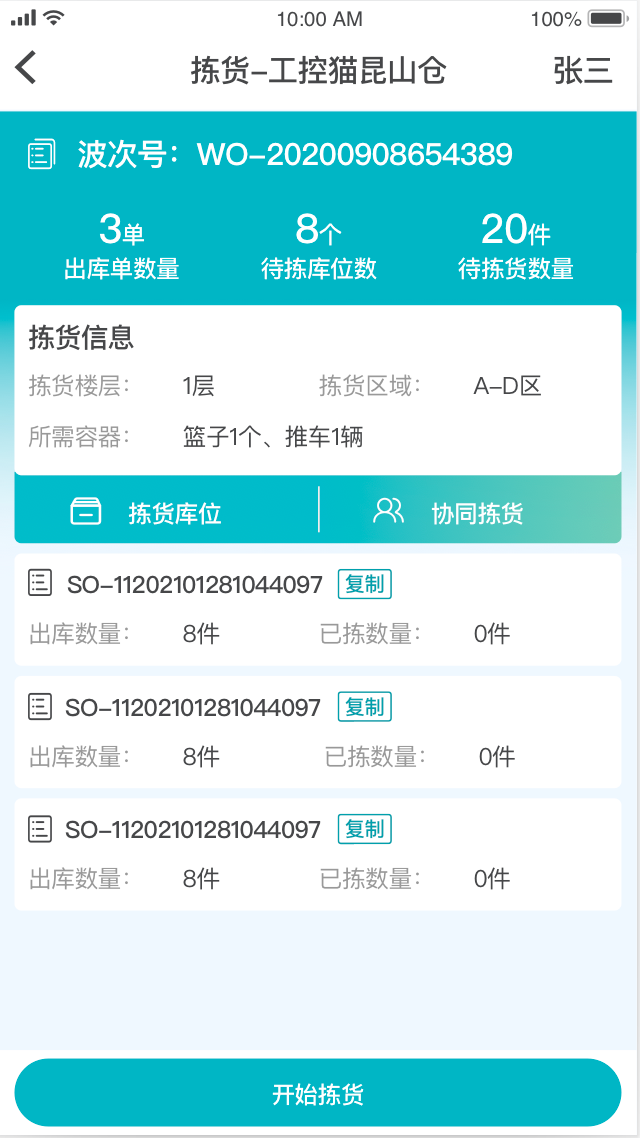 10:00 AM 100%
拣货-工控猫昆山仓 张三
波次号：WO-20200908654389
3单 8个 20件
出库单数量 待拣库位数 待拣货数量
拣货信息
拣货楼层： 1层 拣货区域： A-D区
所需容器： 篮子1个、推车1辆
拣货库位 协同拣货
SO-11202101281044097 复制
出库数量： 8件 已拣数量： 0件
SO-11202101281044097 复制
出库数量： 8件 已拣数量： 0件
SO-11202101281044097 复制
出库数量： 8件 已拣数量： 0件
开始拣货